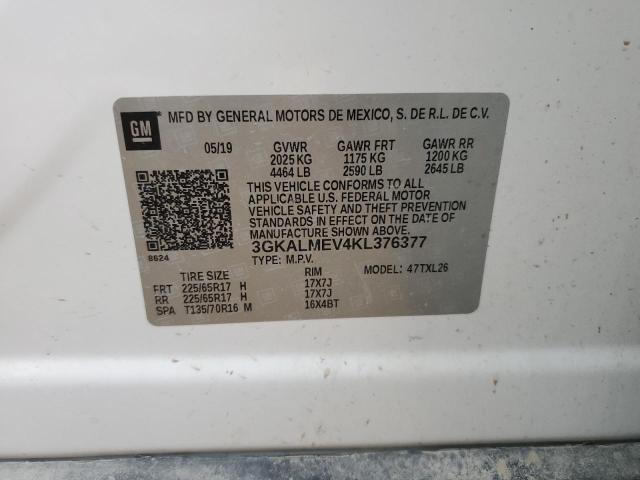 GM
MFD BY GENERAL MOTORS DE MEXICO, S. DE R.L. DE C.V.
05/19 GVWR GAWR FRT GAWR RR
2025 KG 1175 KG 1200 KG
4464 LB 2590 LB 2645 LB
THIS VEHICLE CONFORMS TO ALL
APPLICABLE U.S. FEDERAL MOTOR
VEHICLE SAFETY AND THEFT PREVENTION
STANDARDS IN EFFECT ON THE DATE OF
MANUFACTURE SHOWN ABOVE.
8624 3GKALMEV4KL376377
TYPE: M.P.V. MODEL: 47TXL26
TIRE SIZE RIM
FRT 225/65R17 H 17X7J
RR 225/65R17 H 17X7J
SPA T135/70R16 M 16X4BT